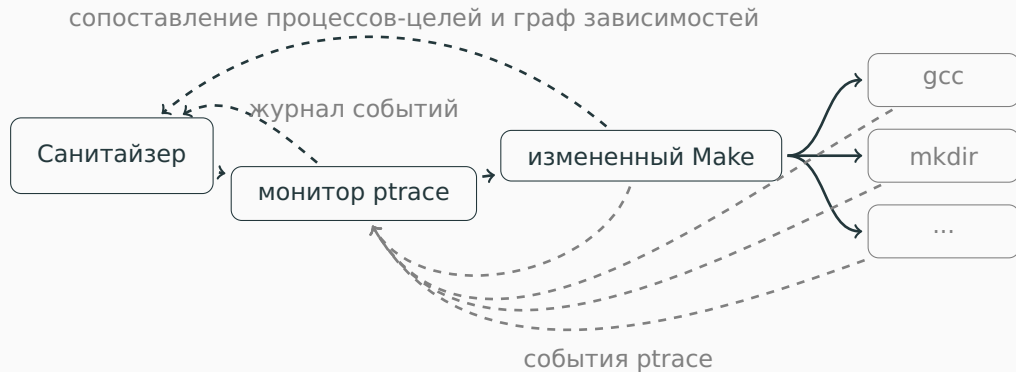 сопоставление процессов-целей и граф зависимостей
журнал событий
Санитайзер
монитор ptrace
измененный Make
gcc
mkdir
...
события ptrace